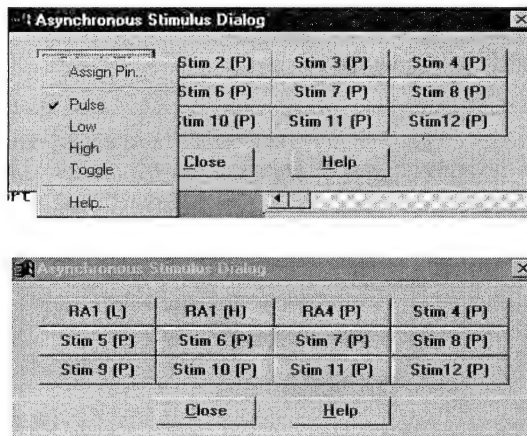 Asynchronous Stimulus Dialog
Assign Pin... Stim 2 (P) Stim 3 (P) Stim 4 (P)
✔ Pulse Stim 6 (P) Stim 7 (P) Stim 8 (P)
Low Stim 10 (P) Stim 11 (P) Stim12 (P)
High
Toggle Close Help
Help...
Asynchronous Stimulus Dialog
RA1 (L) RA1 (H) RA4 (P) Stim 4 (P)
Stim 5 (P) Stim 6 (P) Stim 7 (P) Stim 8 (P)
Stim 9 (P) Stim 10 (P) Stim 11 (P) Stim12 (P)
Close Help